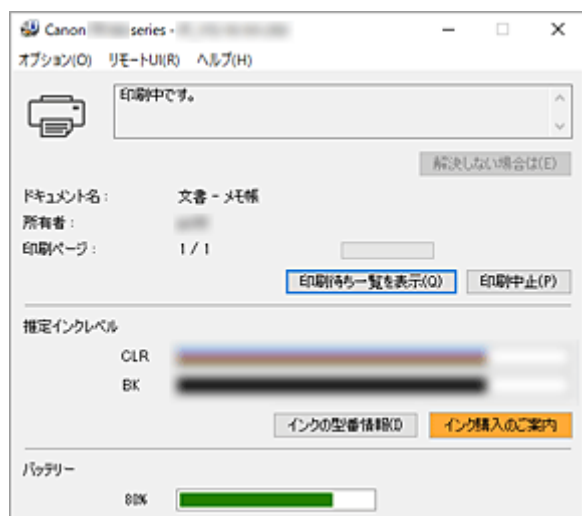 Canon series -
オプション(O) リモートUI(R) ヘルプ(H)
印刷中です。
解決しない場合は(E)
ドキュメント名: 文書 - メモ帳
所有者:
印刷ページ: 1 / 1
印刷待ち一覧を表示(Q) 印刷中止(P)
推定インクレベル
CLR
BK
インクの型番情報(I) インク購入のご案内
バッテリー
80%